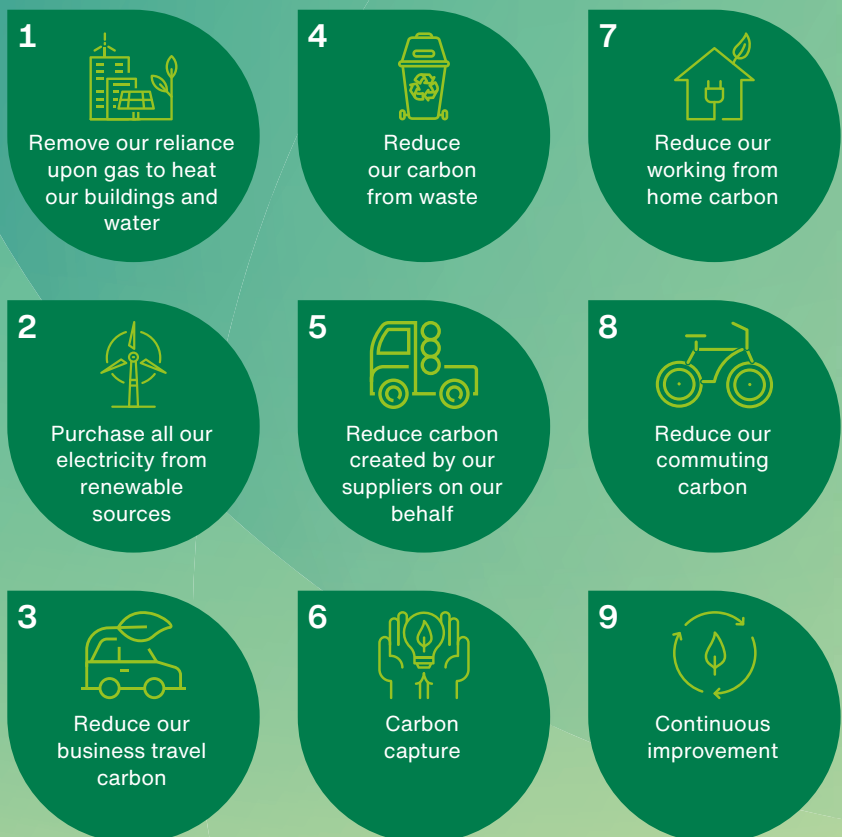 1
Remove our reliance
upon gas to heat
our buildings and
water
2
Purchase all our
electricity from
renewable
sources
3
Reduce our
business travel
carbon
4
Reduce
our carbon
from waste
5
Reduce carbon
created by our
suppliers on our
behalf
6
Carbon
capture
7
Reduce our
working from
home carbon
8
Reduce our
commuting
carbon
9
Continuous
improvement